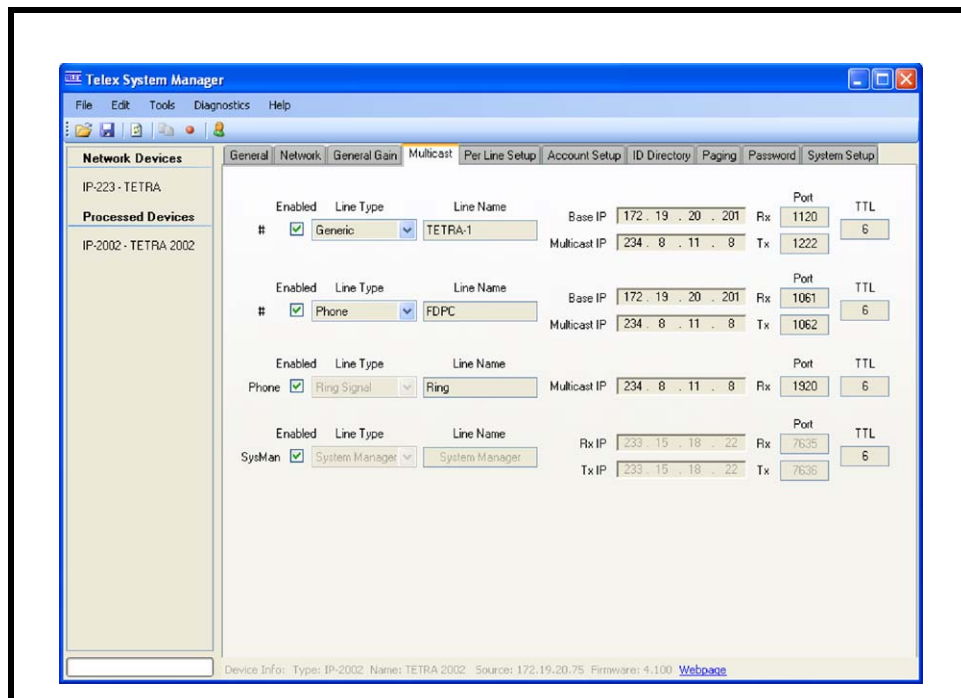 Telex System Manager
File Edit Tools Diagnostics Help
Network Devices
IP-223 - TETRA
Processed Devices
IP-2002 - TETRA 2002
General Network General Gain Multicast Per Line Setup Account Setup ID Directory Paging Password System Setup
Enabled Line Type Line Name Port TTL
# Generic TETRA-1 Base IP 172 . 19 . 20 . 201 Rx 1120 6
Multicast IP 234 . 8 . 11 . 8 Tx 1222
Enabled Line Type Line Name Port TTL
# Phone FDPC Base IP 172 . 19 . 20 . 201 Rx 1061 6
Multicast IP 234 . 8 . 11 . 8 Tx 1062
Enabled Line Type Line Name Port TTL
Phone Ring Signal Ring Multicast IP 234 . 8 . 11 . 8 Rx 1920 6
Enabled Line Type Line Name Port TTL
SysMan System Manager System Manager Rx IP 233 . 15 . 18 . 22 Rx 7635 6
Tx IP 233 . 15 . 18 . 22 Tx 7636
Device Info: Type: IP-2002 Name: TETRA 2002 Source: 172.19.20.75 Firmware: 4.100 Webpage